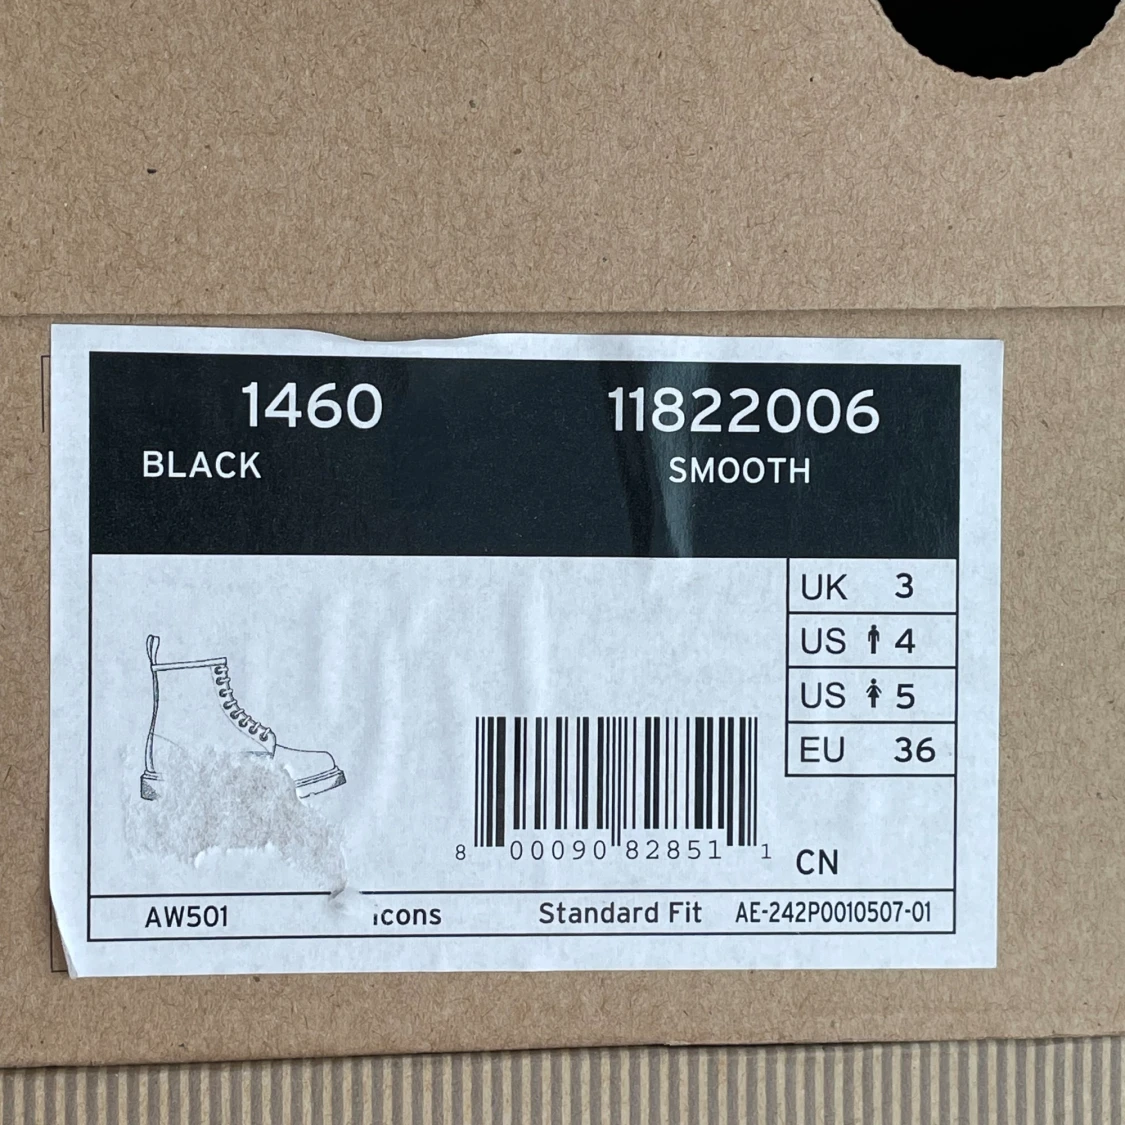 1460 11822006
BLACK SMOOTH
UK 3
US 4
US 5
EU 36
8 00090 82851 1
CN
AW501 Icons Standard Fit AE-242P0010507-01